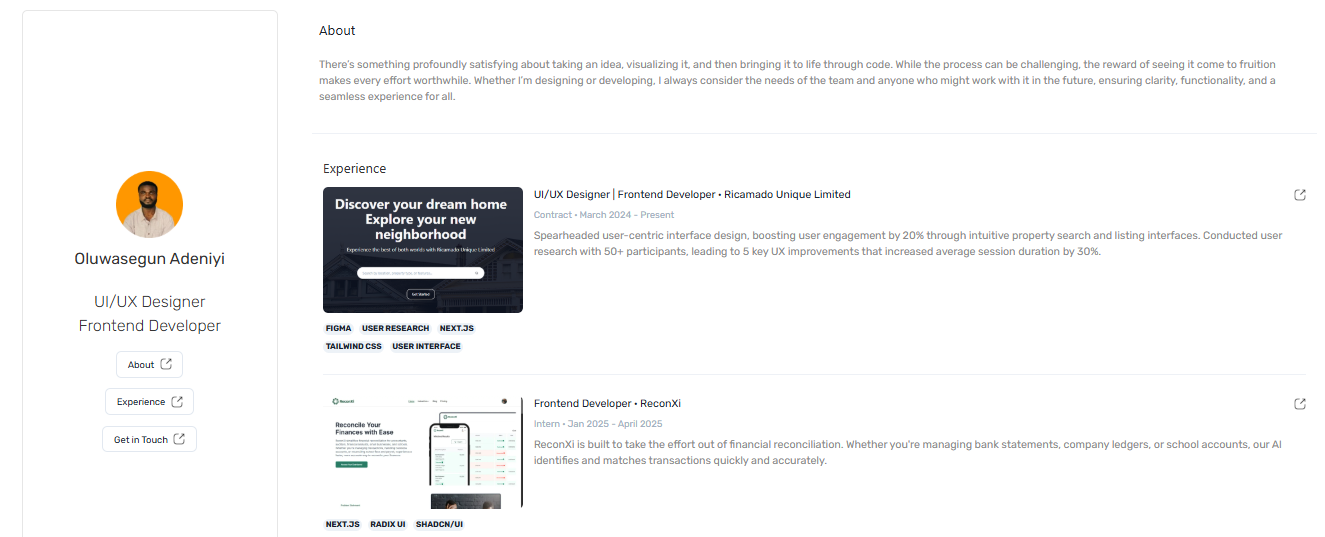 Oluwasegun Adeniyi
UI/UX Designer
Frontend Developer
About
Experience
Get in Touch
About
There's something profoundly satisfying about taking an idea, visualizing it, and then bringing it to life through code. While the process can be challenging, the reward of seeing it come to fruition
makes every effort worthwhile. Whether I'm designing or developing, I always consider the needs of the team and anyone who might work with it in the future, ensuring clarity, functionality, and a
seamless experience for all.
Experience
Discover your dream home
Explore your new
neighborhood
Experience the best of both worlds with Ricamado Unique Limited
Get Started
FIGMA USER RESEARCH NEXT.JS
TAILWIND CSS USER INTERFACE
UI/UX Designer | Frontend Developer • Ricamado Unique Limited
Contract • March 2024 - Present
Spearheaded user-centric interface design, boosting user engagement by 20% through intuitive property search and listing interfaces. Conducted user
research with 50+ participants, leading to 5 key UX improvements that increased average session duration by 30%.
ReconXi
Reconcile Your
Finances with Ease
NEXT.JS RADIX UI SHADCN/UI
Frontend Developer • ReconXi
Intern • Jan 2025 - April 2025
ReconXi is built to take the effort out of financial reconciliation. Whether you're managing bank statements, company ledgers, or school accounts, our AI
identifies and matches transactions quickly and accurately.